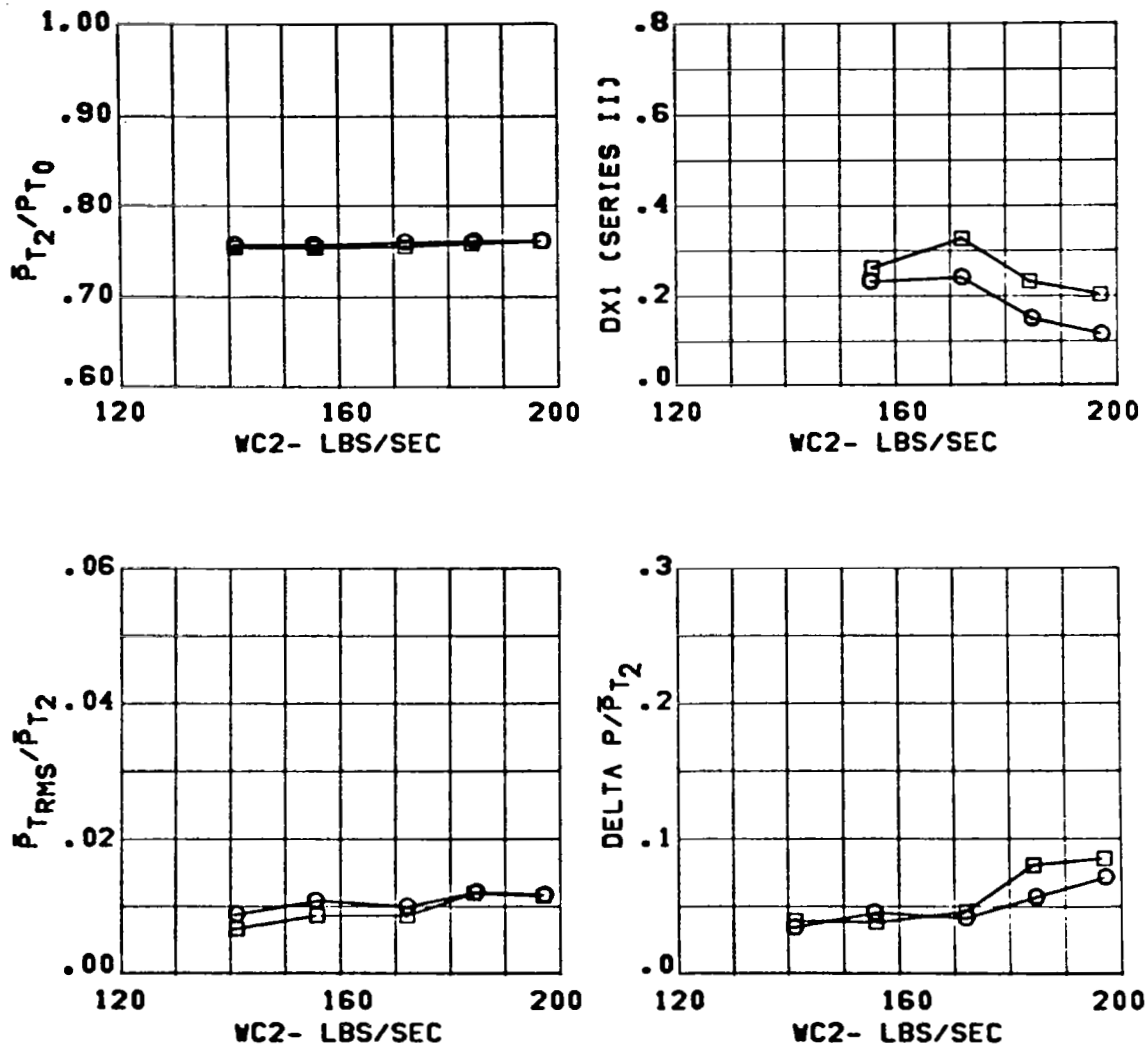 1.00
.90
.80
.70
.60
P̄T2/PT0
120 160 200
WC2- LBS/SEC
.8
.6
.4
.2
.0
DX1 (SERIES II)
120 160 200
WC2- LBS/SEC
.06
.04
.02
.00
P̄TRMS/P̄T2
120 160 200
WC2- LBS/SEC
.3
.2
.1
.0
DELTA P/P̄T2
120 160 200
WC2- LBS/SEC